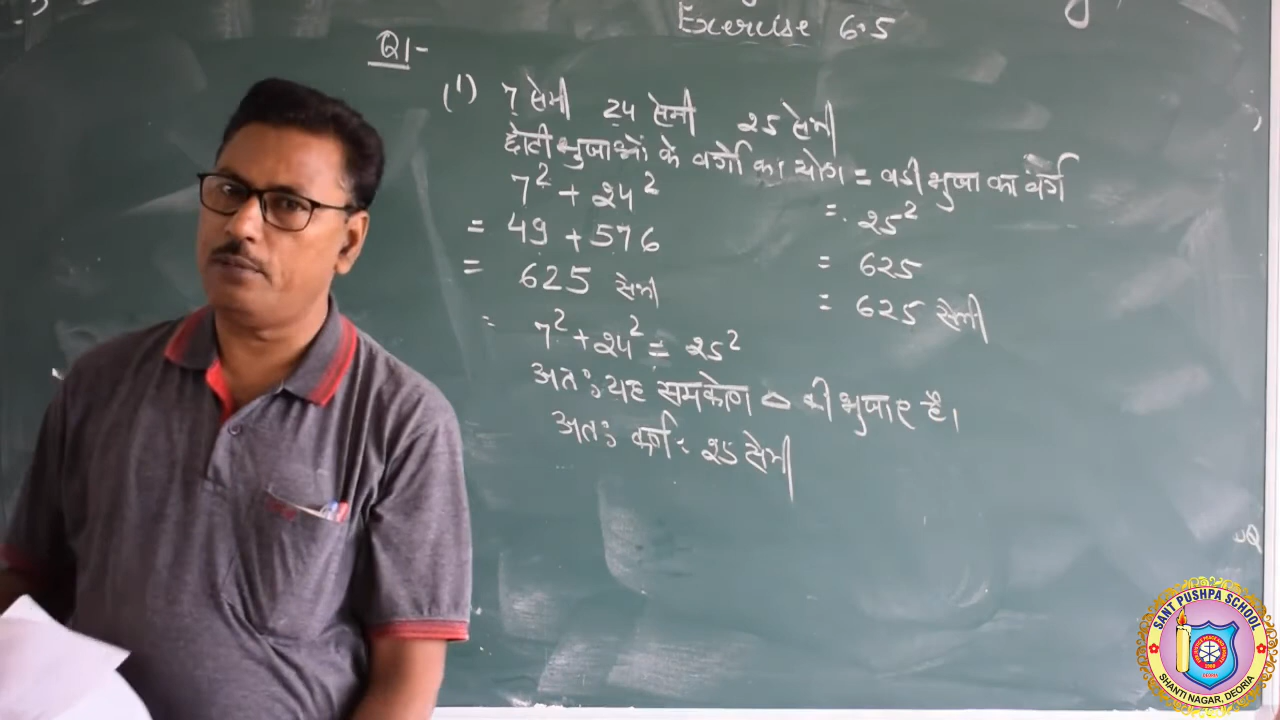 Exercise 6.5
Q1-
(1) 7 सेमी 24 सेमी 25 सेमी
छोटी भुजाओं के वर्गो का योग = बडी भुजा का वर्ग
7² + 24² = 25²
= 49 + 576 = 625
= 625 सेमी = 625 सेमी
= 7² + 24² = 25²
अतः यह समकोण △ की भुजाए है।
अतः कर्ण = 25 सेमी
SANT PUSHPA SCHOOL
SHANTI NAGAR, DEORIA